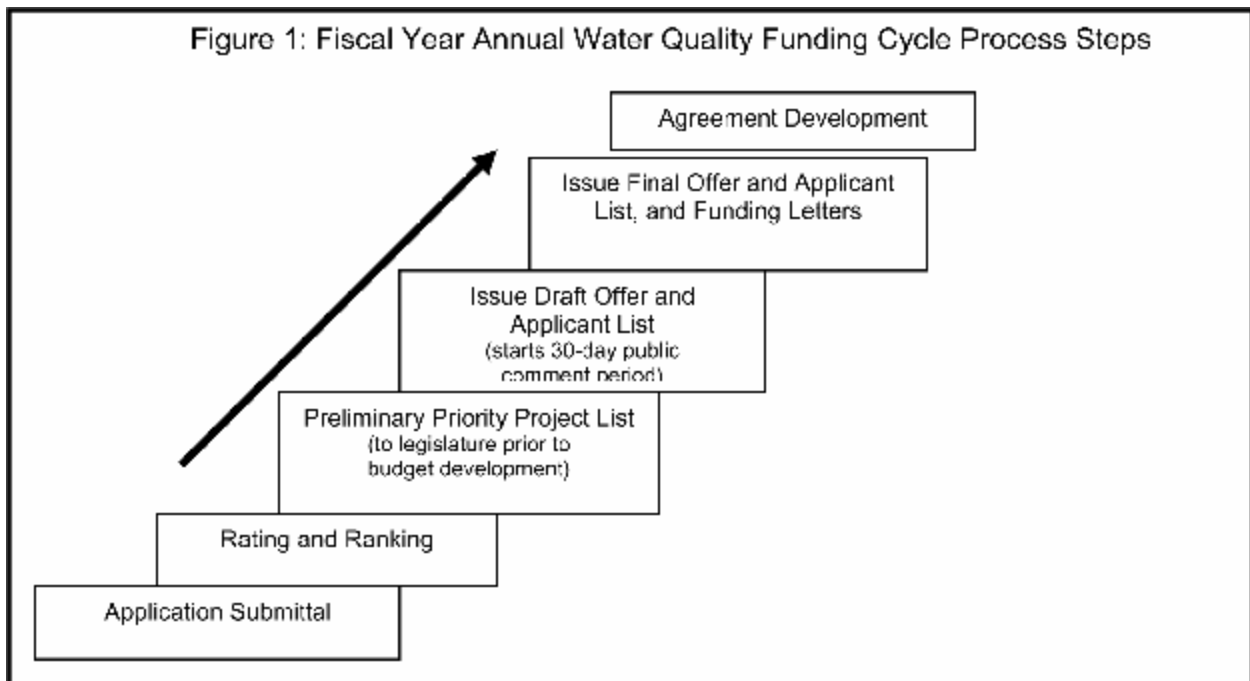 Figure 1: Fiscal Year Annual Water Quality Funding Cycle Process Steps
Agreement Development
Issue Final Offer and Applicant
List, and Funding Letters
Issue Draft Offer and
Applicant List
(starts 30-day public
comment period)
Preliminary Priority Project List
(to legislature prior to
budget development)
Rating and Ranking
Application Submittal